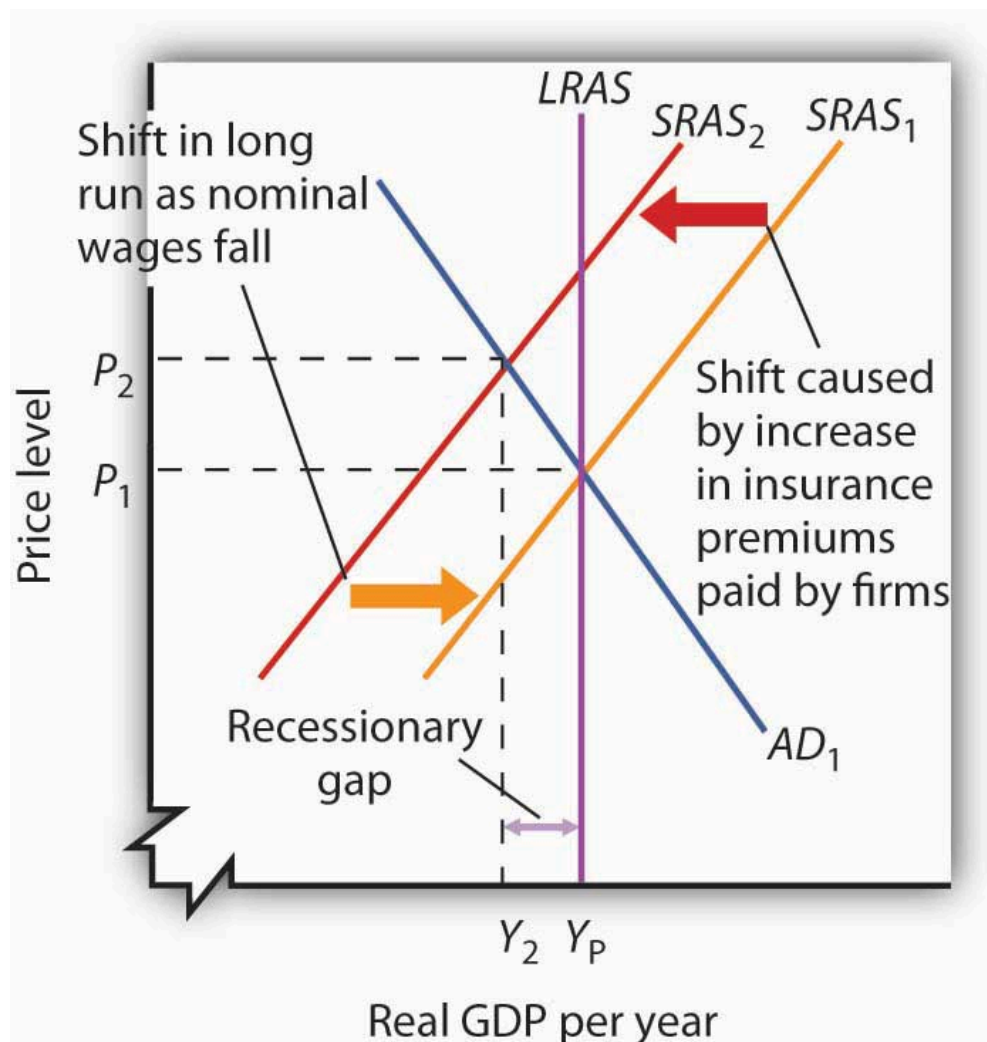 LRAS
SRAS₂
SRAS₁
Shift in long
run as nominal
wages fall
P₂
P₁
Price level
Shift caused
by increase
in insurance
premiums
paid by firms
Recessionary
gap
AD₁
Y₂
Yₚ
Real GDP per year